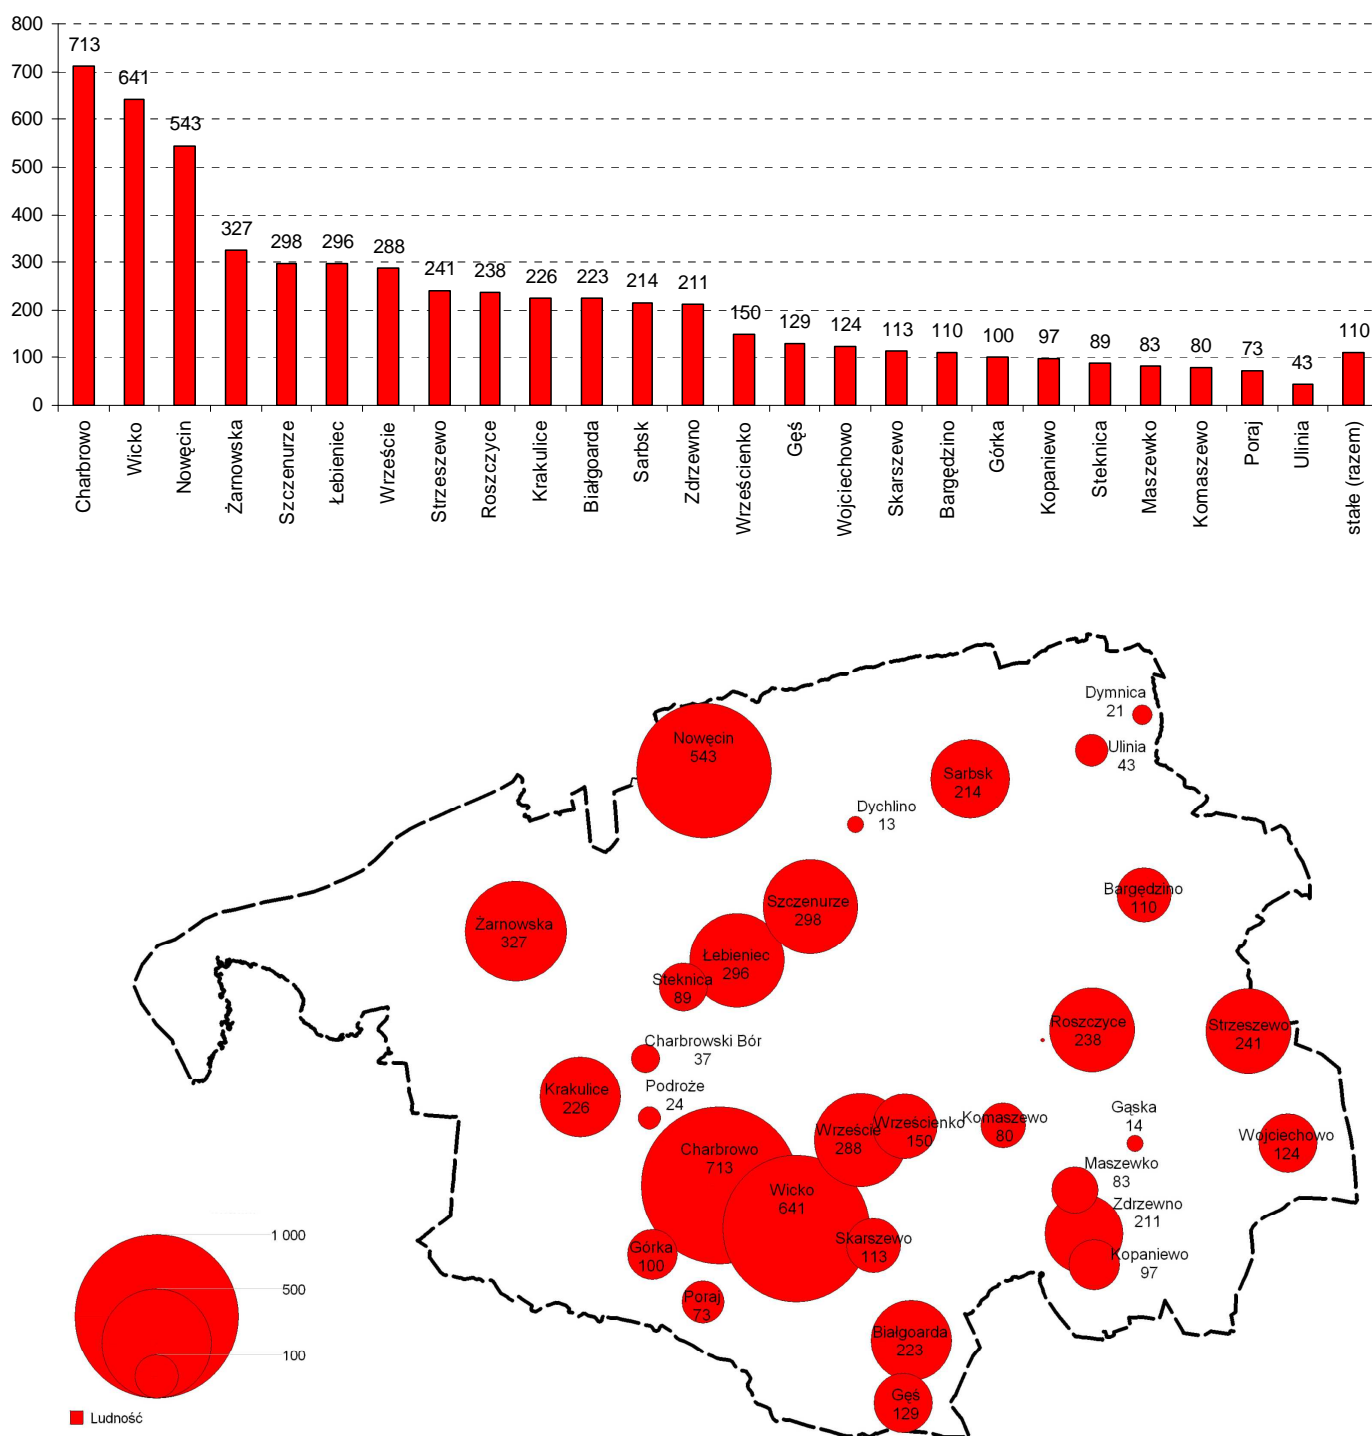 800
700
600
500
400
300
200
100
0
713
641
543
327
298
296
288
241
238
226
223
214
211
150
129
124
113
110
100
97
89
83
80
73
43
110
Charbrowo
Wicko
Nowęcin
Żarnowska
Szczenurze
Łebieniec
Wrzeście
Strzeszewo
Roszczyce
Krakulice
Białgoarda
Sarbsk
Zdrzewno
Wrześcienko
Gęś
Wojciechowo
Skarszewo
Bargędzino
Górka
Kopaniewo
Steknica
Maszewko
Komaszewo
Poraj
Ulinia
stałe (razem)
Dymnica
21
Nowęcin
543
Ulinia
43
Sarbsk
214
Dychlino
13
Bargędzino
110
Szczenurze
298
Żarnowska
327
Łebieniec
296
Steknica
89
Roszczyce
238
Strzeszewo
241
Charbrowski Bór
37
Krakulice
226
Podroże
24
Gąska
14
Komaszewo
80
Wrzeście
288
Wrześcienko
150
Wojciechowo
124
Charbrowo
713
Maszewko
83
Wicko
641
Zdrzewno
211
Skarszewo
113
Górka
100
Kopaniewo
97
Poraj
73
Białgoarda
223
Gęś
129
1 000
500
100
Ludność